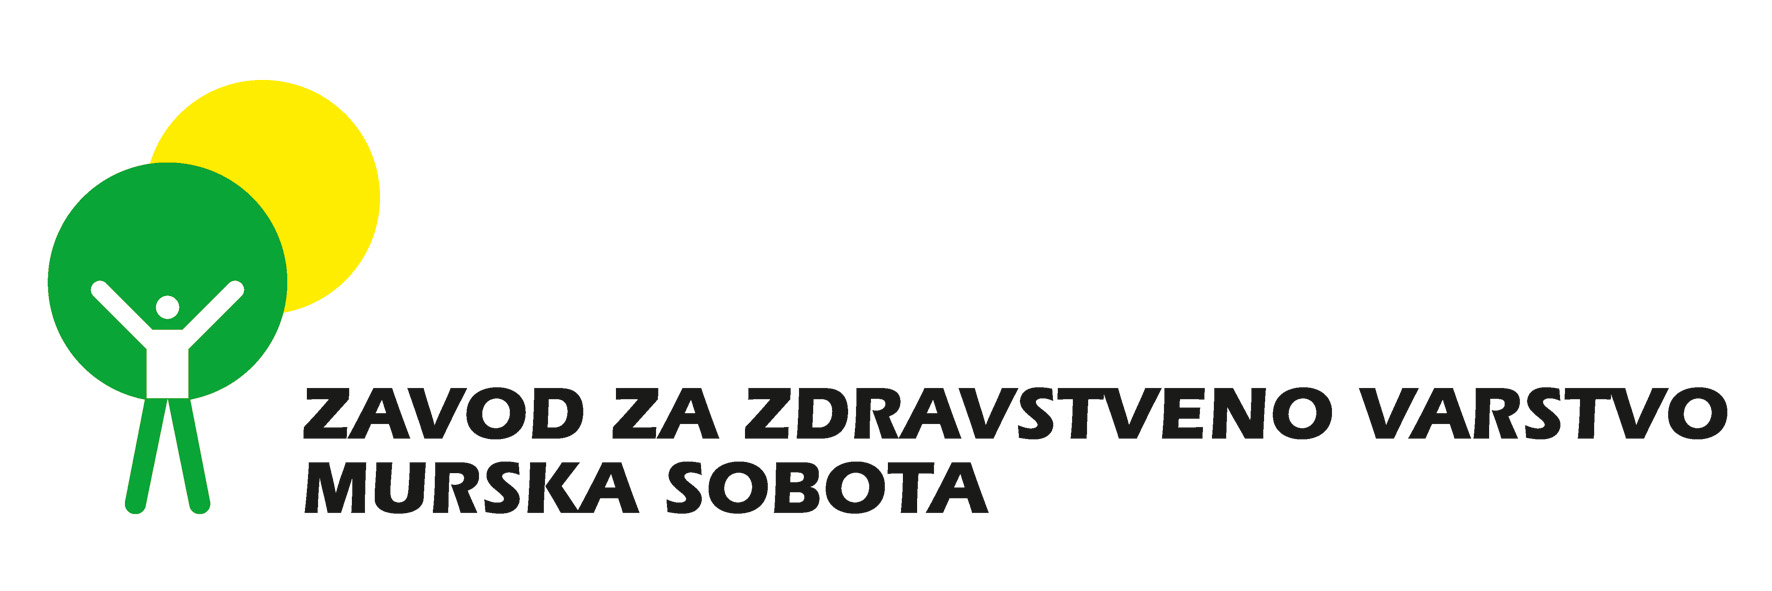 ZAVOD ZA ZDRAVSTVENO VARSTVO
MURSKA SOBOTA